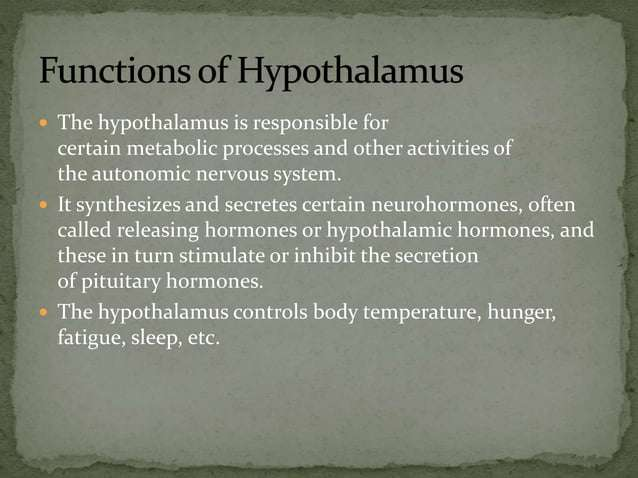 Functions of Hypothalamus
• The hypothalamus is responsible for
certain metabolic processes and other activities of
the autonomic nervous system.
• It synthesizes and secretes certain neurohormones, often
called releasing hormones or hypothalamic hormones, and
these in turn stimulate or inhibit the secretion
of pituitary hormones.
• The hypothalamus controls body temperature, hunger,
fatigue, sleep, etc.